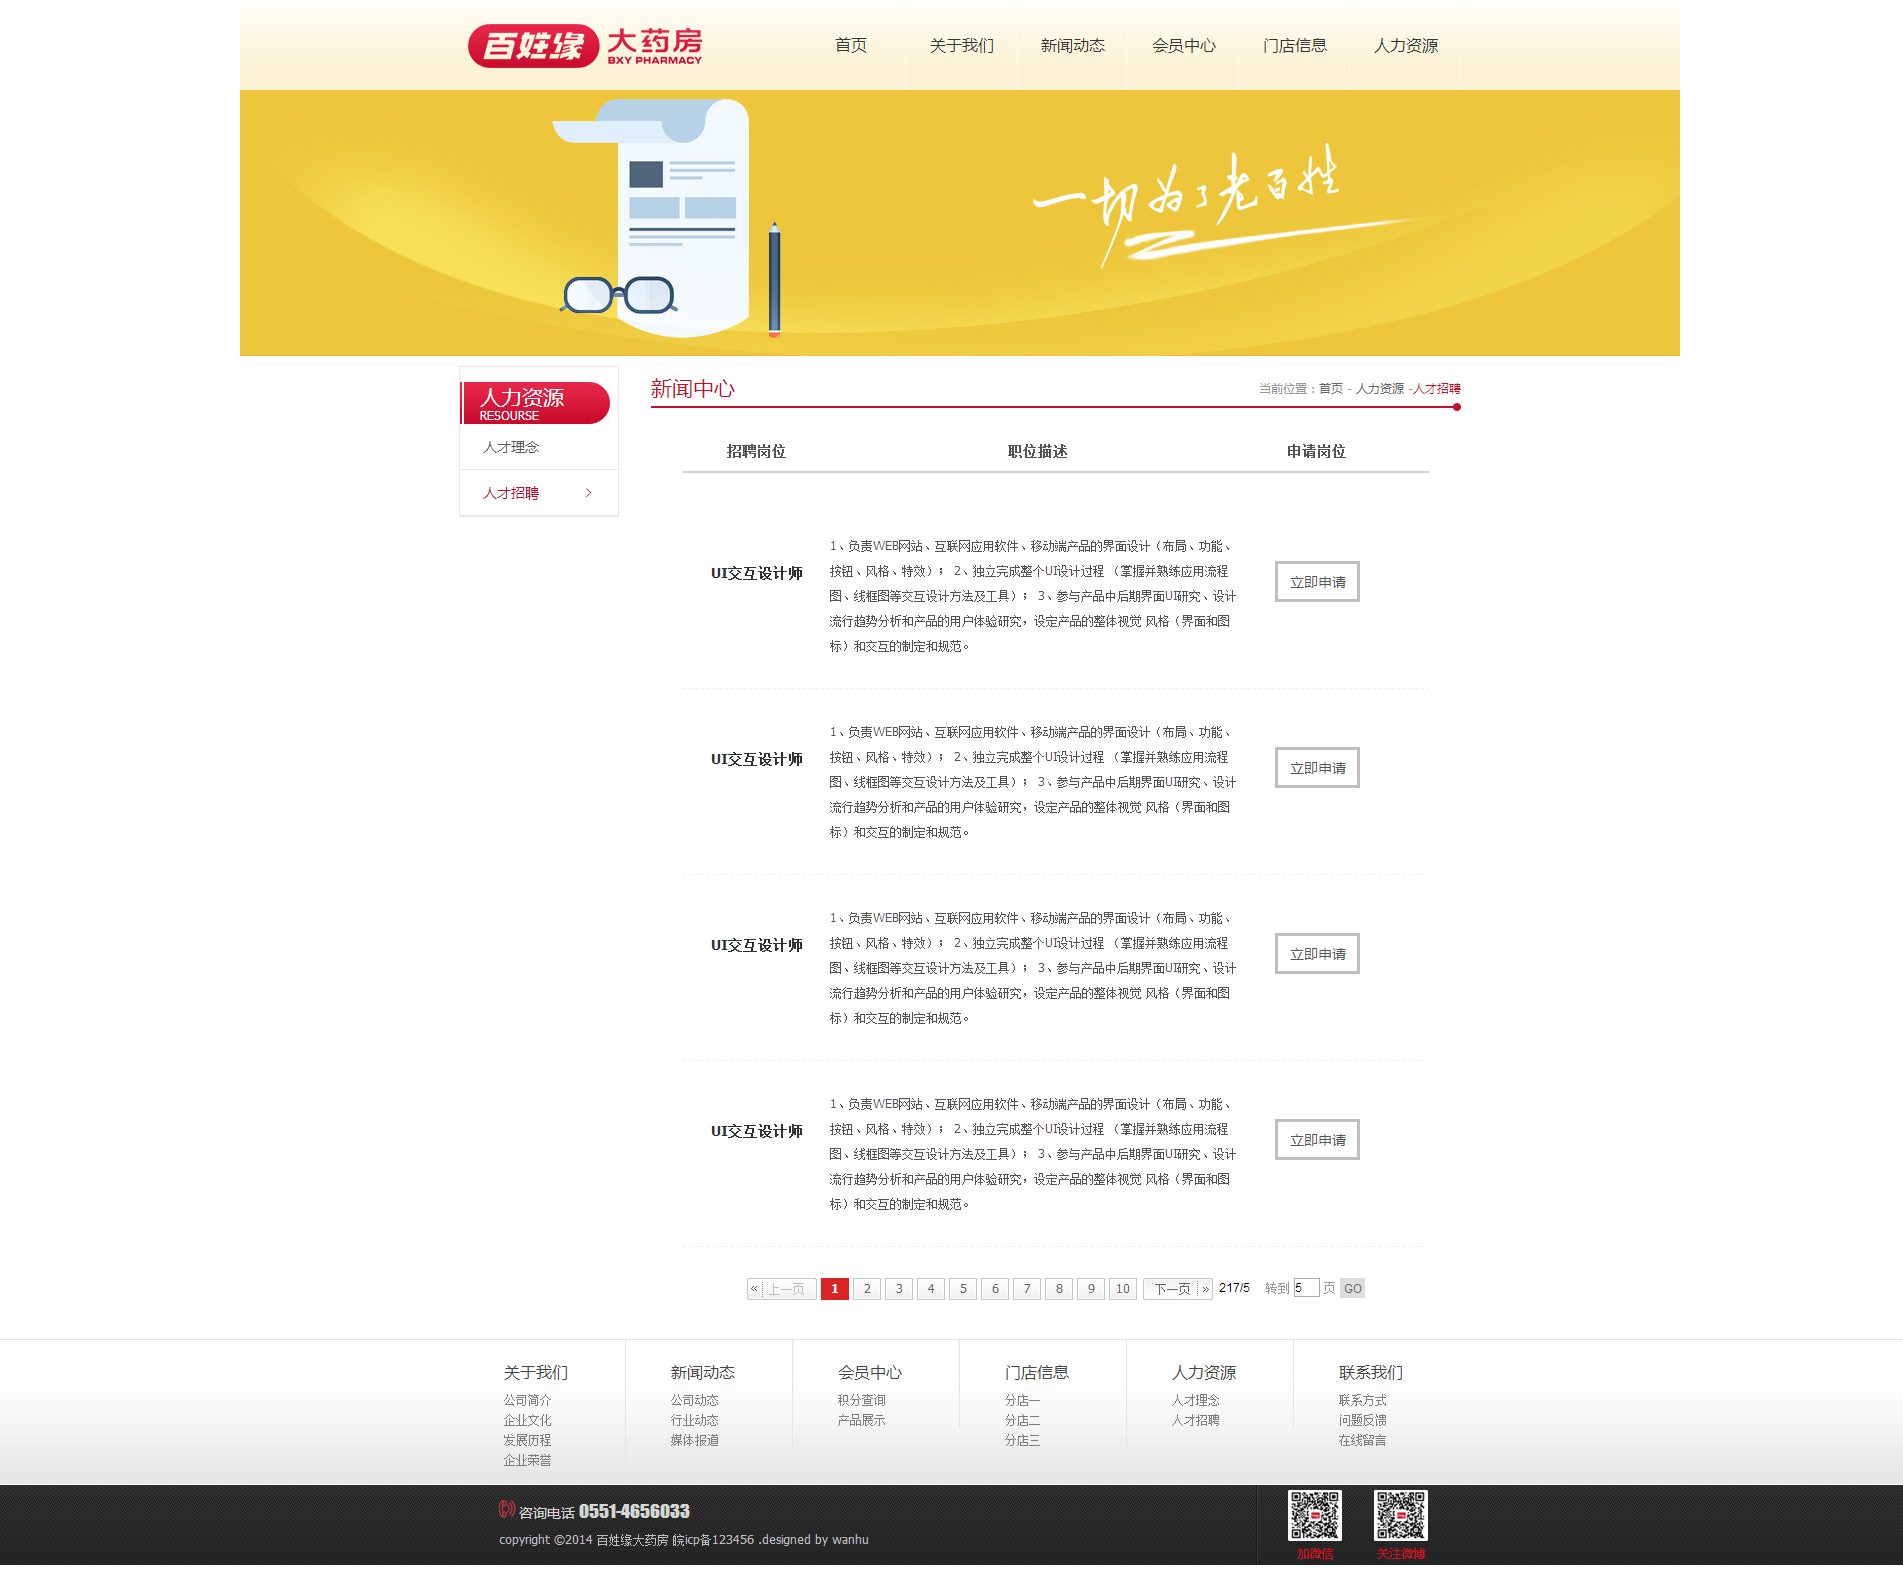 百姓缘 大药房
BXY PHARMACY
首页 关于我们 新闻动态 会员中心 门店信息 人力资源
一切为了老百姓
人力资源
RESOURSE
人才理念
人才招聘
新闻中心
当前位置：首页 - 人力资源 -人才招聘
招聘岗位 职位描述 申请岗位
UI交互设计师
1、负责WEB网站、互联网应用软件、移动端产品的界面设计（布局、功能、
按钮、风格、特效）； 2、独立完成整个UI设计过程 （掌握并熟练应用流程
图、线框图等交互设计方法及工具）； 3、参与产品中后期界面UI研究、设计
流行趋势分析和产品的用户体验研究，设定产品的整体视觉 风格（界面和图
标）和交互的制定和规范。
立即申请
UI交互设计师
1、负责WEB网站、互联网应用软件、移动端产品的界面设计（布局、功能、
按钮、风格、特效）； 2、独立完成整个UI设计过程 （掌握并熟练应用流程
图、线框图等交互设计方法及工具）； 3、参与产品中后期界面UI研究、设计
流行趋势分析和产品的用户体验研究，设定产品的整体视觉 风格（界面和图
标）和交互的制定和规范。
立即申请
UI交互设计师
1、负责WEB网站、互联网应用软件、移动端产品的界面设计（布局、功能、
按钮、风格、特效）； 2、独立完成整个UI设计过程 （掌握并熟练应用流程
图、线框图等交互设计方法及工具）； 3、参与产品中后期界面UI研究、设计
流行趋势分析和产品的用户体验研究，设定产品的整体视觉 风格（界面和图
标）和交互的制定和规范。
立即申请
UI交互设计师
1、负责WEB网站、互联网应用软件、移动端产品的界面设计（布局、功能、
按钮、风格、特效）； 2、独立完成整个UI设计过程 （掌握并熟练应用流程
图、线框图等交互设计方法及工具）； 3、参与产品中后期界面UI研究、设计
流行趋势分析和产品的用户体验研究，设定产品的整体视觉 风格（界面和图
标）和交互的制定和规范。
立即申请
« 上一页 1 2 3 4 5 6 7 8 9 10 下一页 » 217/5 转到 5 页 GO
关于我们
公司简介
企业文化
发展历程
企业荣誉
新闻动态
公司动态
行业动态
媒体报道
会员中心
积分查询
产品展示
门店信息
分店一
分店二
分店三
人力资源
人才理念
人才招聘
联系我们
联系方式
问题反馈
在线留言
咨询电话 0551-4656033
copyright ©2014 百姓缘大药房 皖icp备123456 .designed by wanhu
加微信 关注微博